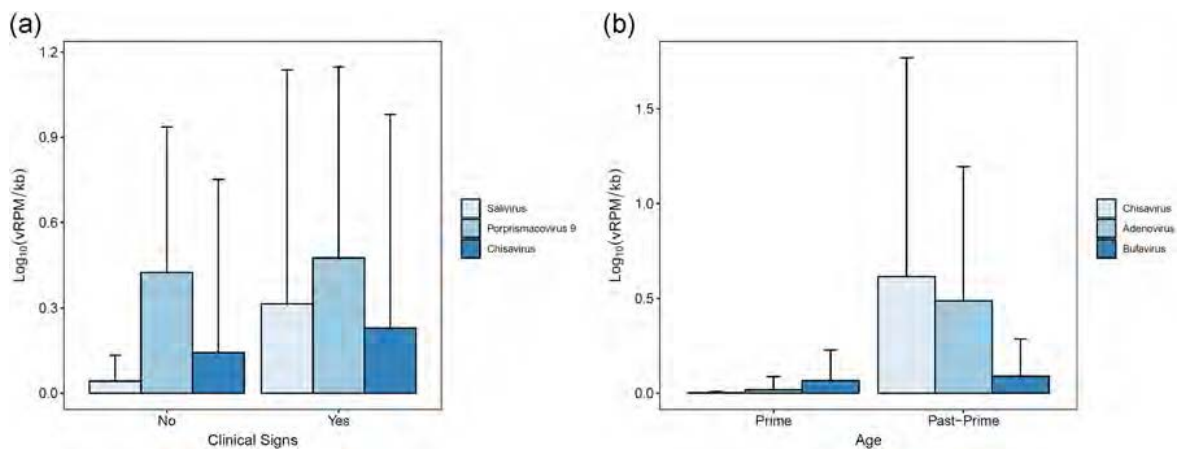 (a)
1.2
0.9
0.6
0.3
0.0
Log10(vRPM/kb)
No
Yes
Clinical Signs
Salivirus
Porprismacovirus 9
Chisavirus
(b)
1.5
1.0
0.5
0.0
Log10(vRPM/kb)
Prime
Past-Prime
Age
Chisavirus
Adenovirus
Bufavirus